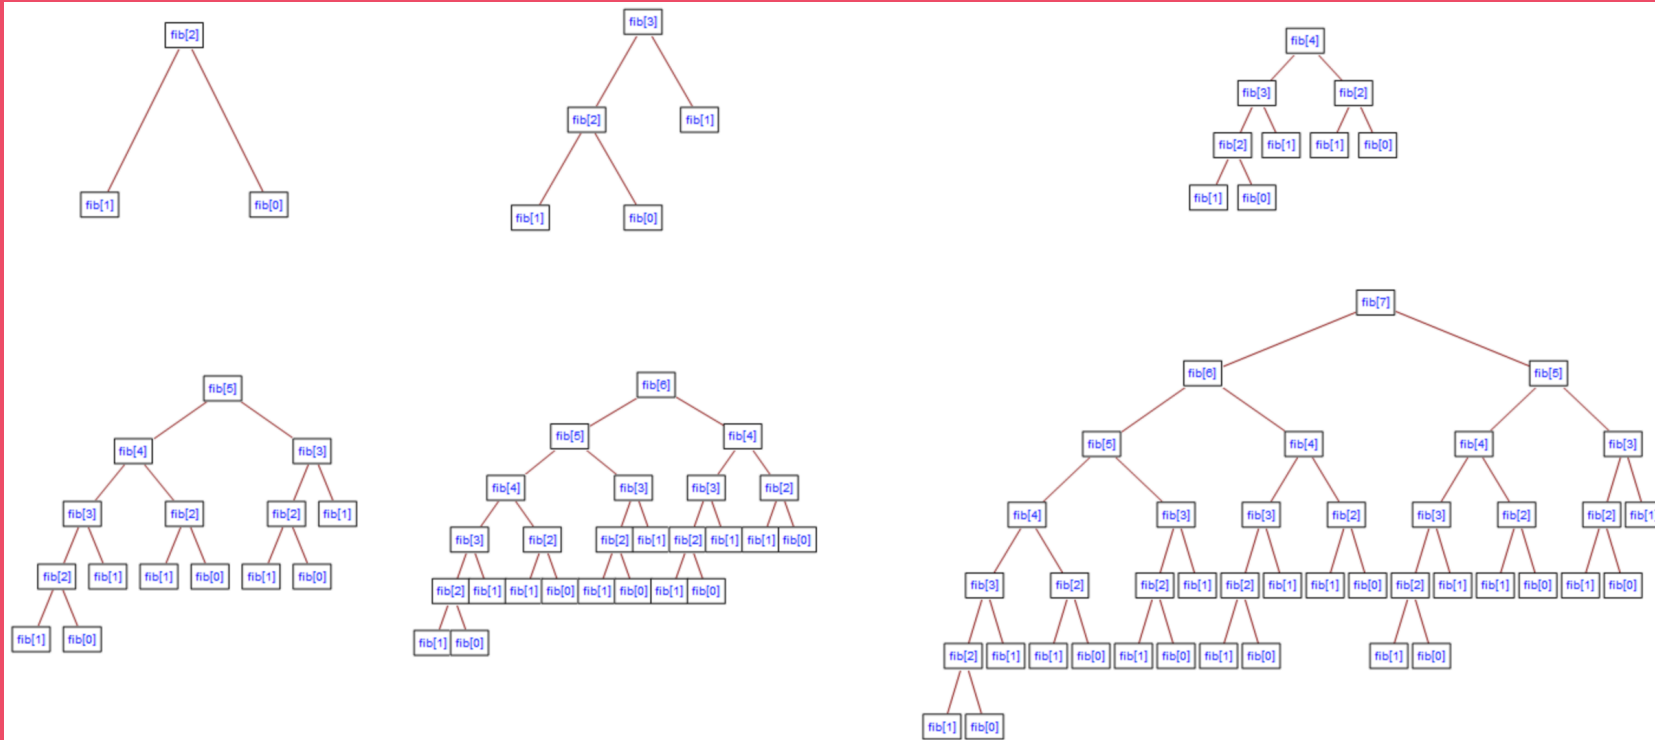 fib[2]
fib[1] fib[0]
fib[3]
fib[2] fib[1]
fib[1] fib[0]
fib[4]
fib[3] fib[2]
fib[2] fib[1] fib[1] fib[0]
fib[1] fib[0]
fib[5]
fib[4] fib[3]
fib[3] fib[2] fib[2] fib[1]
fib[2] fib[1] fib[1] fib[0] fib[1] fib[0]
fib[1] fib[0]
fib[6]
fib[5] fib[4]
fib[4] fib[3] fib[3] fib[2]
fib[3] fib[2] fib[2] fib[1] fib[2] fib[1] fib[1] fib[0]
fib[2] fib[1] fib[1] fib[0] fib[1] fib[0] fib[1] fib[0]
fib[1] fib[0]
fib[7]
fib[6] fib[5]
fib[5] fib[4] fib[4] fib[3]
fib[4] fib[3] fib[3] fib[2] fib[3] fib[2] fib[2] fib[1
fib[3] fib[2] fib[2] fib[1] fib[2] fib[1] fib[1] fib[0] fib[2] fib[1] fib[1] fib[0] fib[1] fib[0]
fib[2] fib[1] fib[1] fib[0] fib[1] fib[0] fib[1] fib[0] fib[1] fib[0]
fib[1] fib[0]